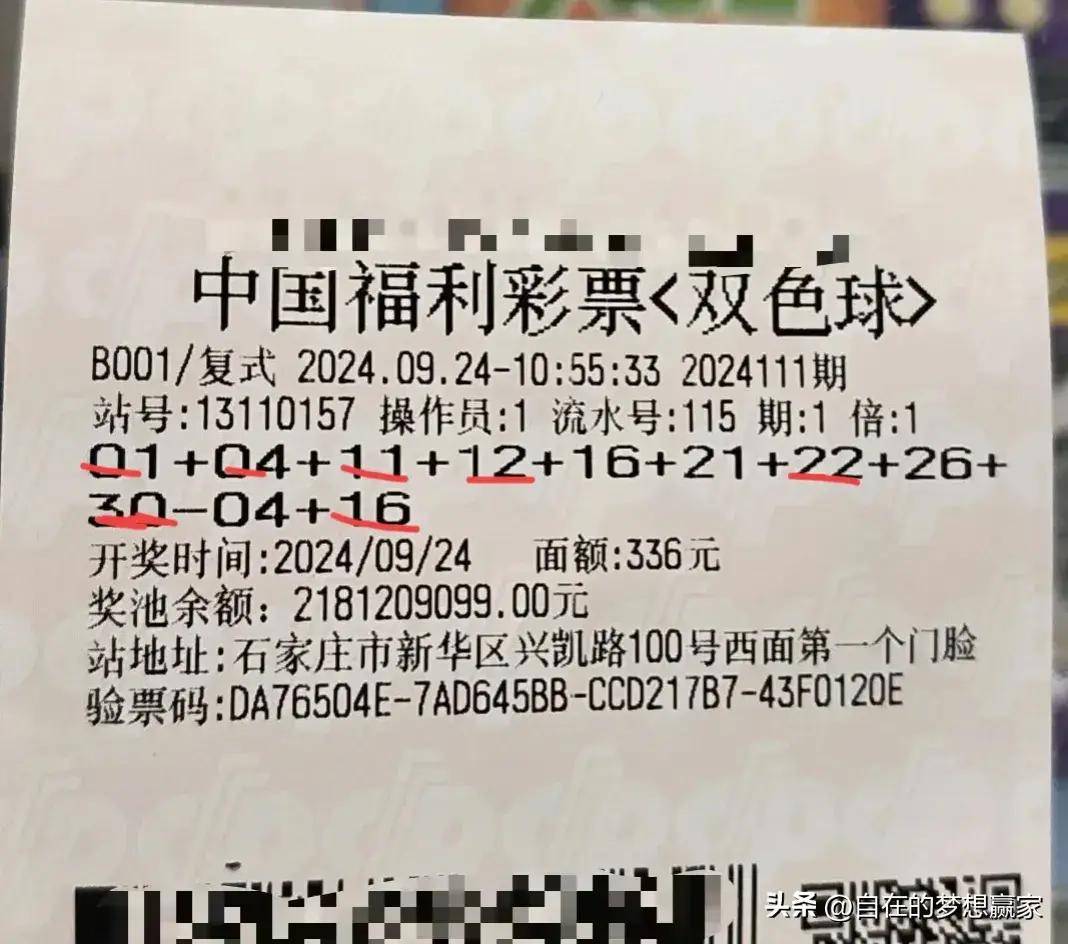 中国福利彩票<双色球>
B001/复式 2024.09.24-10:55:33 2024111期
站号:13110157 操作员:1 流水号:115 期:1 倍:1
01+04+11+12+16+21+22+26+
30-04+16
开奖时间:2024/09/24 面额:336元
奖池余额: 2181209099.00元
站地址:石家庄市新华区兴凯路100号西面第一个门脸
验票码:DA76504E-7AD645BB-CCD217B7-43F0120E
头条 @自在的梦想赢家